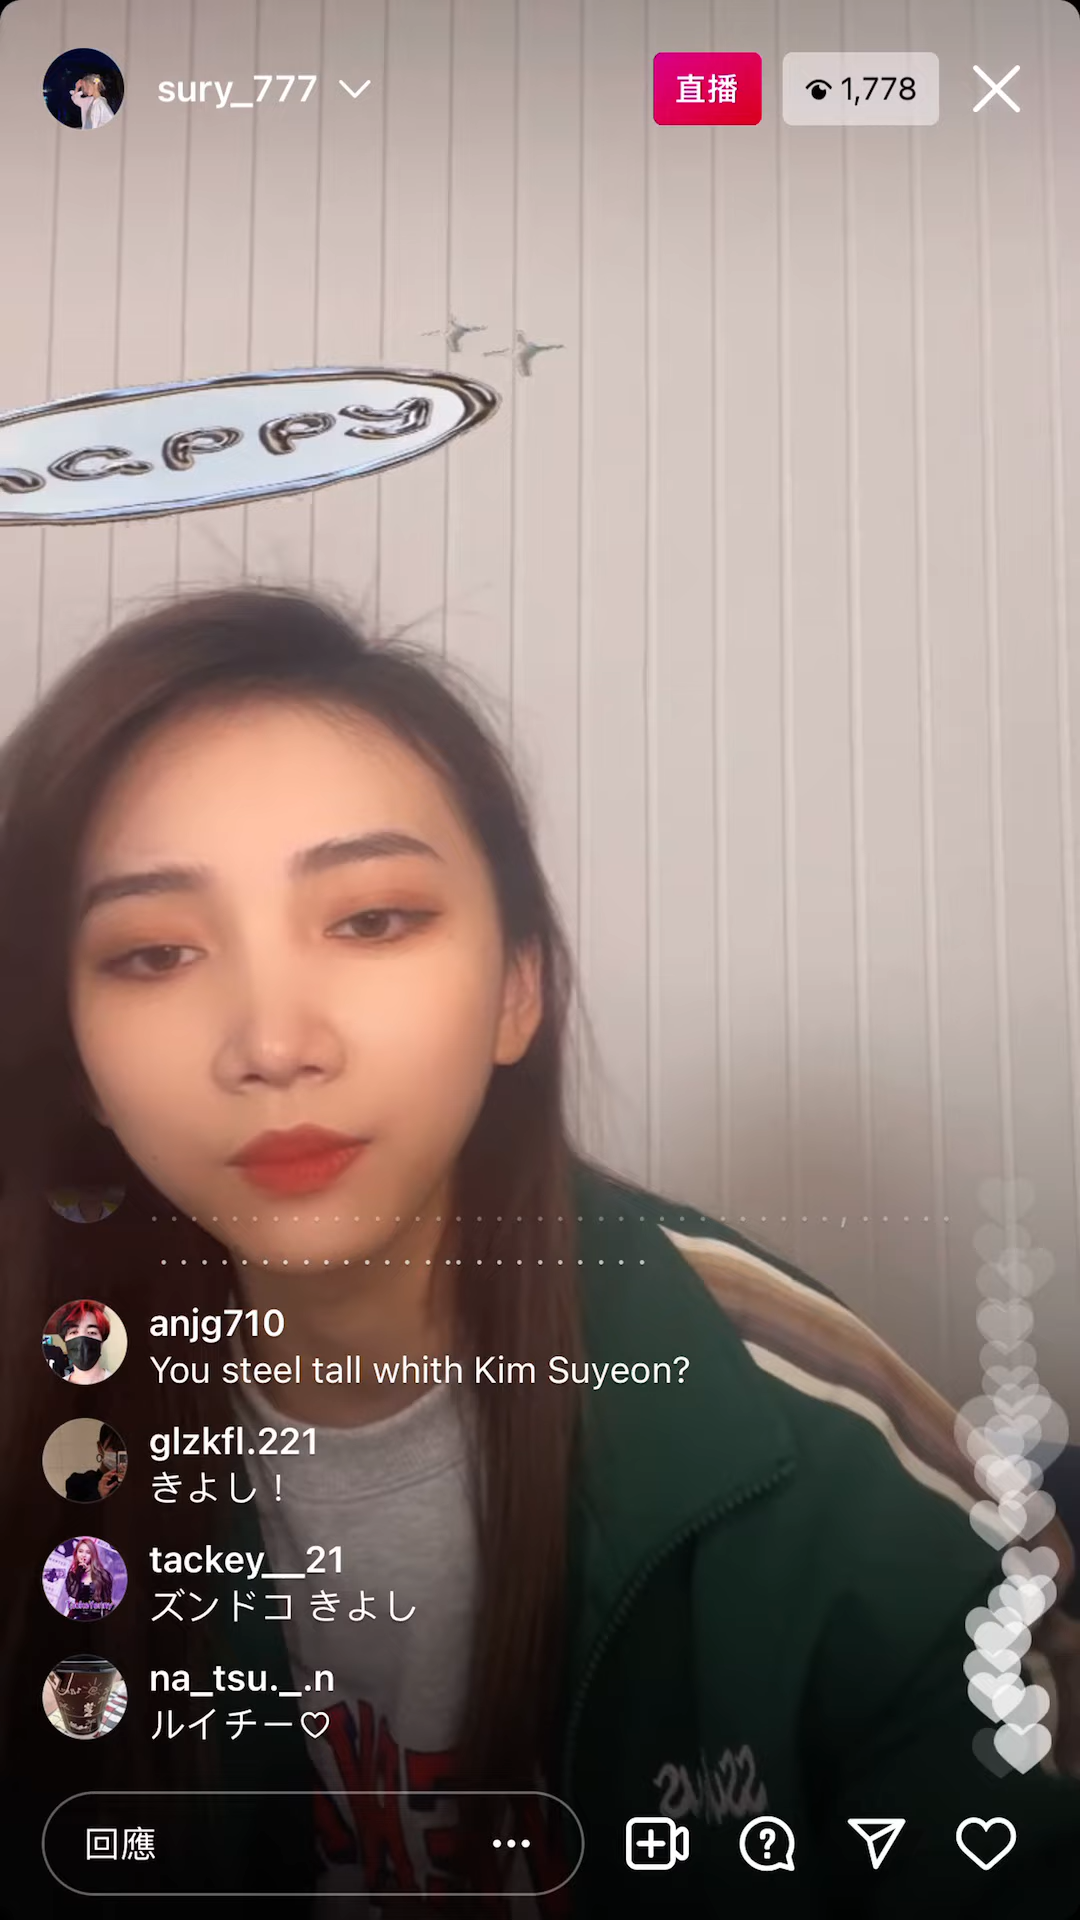 sury_777
直播
1,778
happy
anjg710
You steel tall whith Kim Suyeon?
glzkfl.221
きよし！
tackey__21
ズンドコ きよし
na_tsu._.n
ルイチー♡
回應